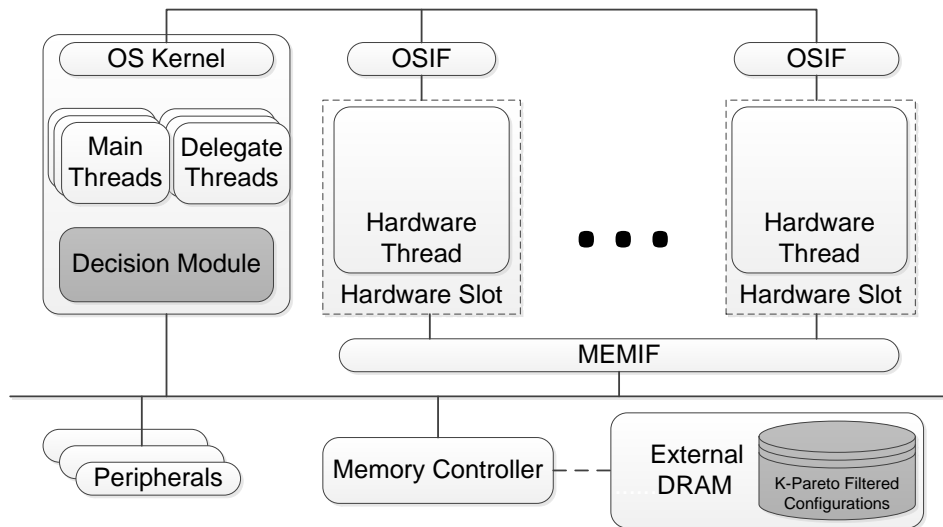 OS Kernel
OSIF
OSIF
Main
Threads
Delegate
Threads
Decision Module
Hardware
Thread
Hardware Slot
Hardware
Thread
Hardware Slot
MEMIF
Peripherals
Memory Controller
External
DRAM
K-Pareto Filtered
Configurations